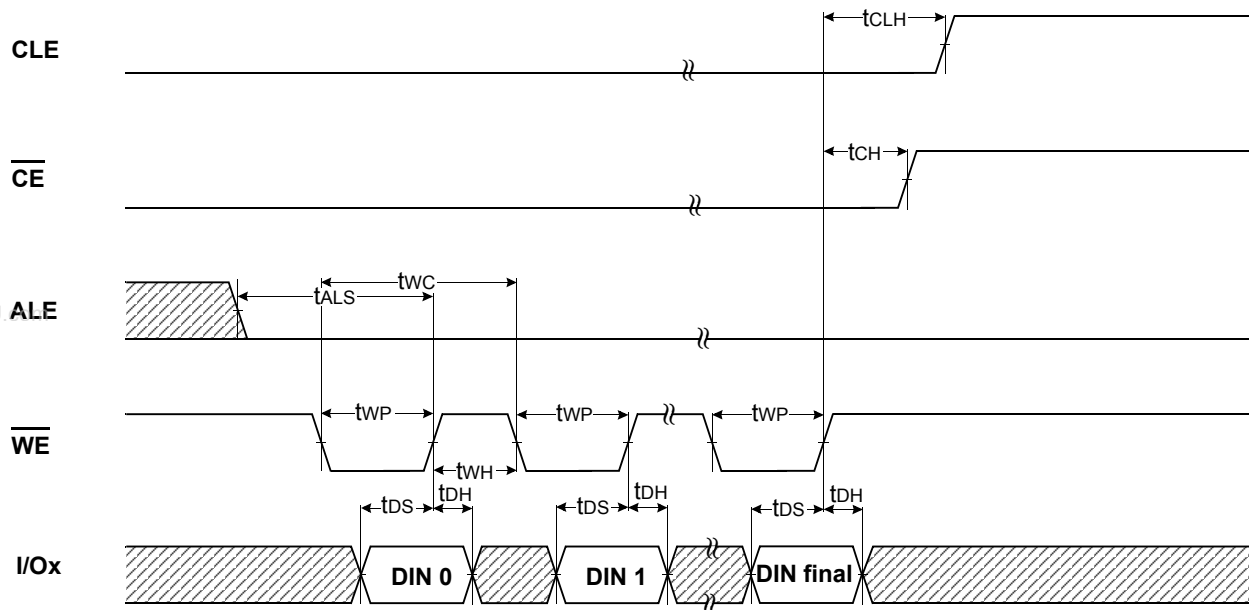 tCLH
CLE
CE
tCH
tWC
tALS
ALE
tWP
tWP
tWP
WE
tWH
tDS
tDH
tDS
tDH
tDS
tDH
I/Ox
DIN 0
DIN 1
DIN final